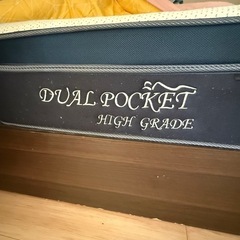 DUAL POCKET
HIGH GRADE